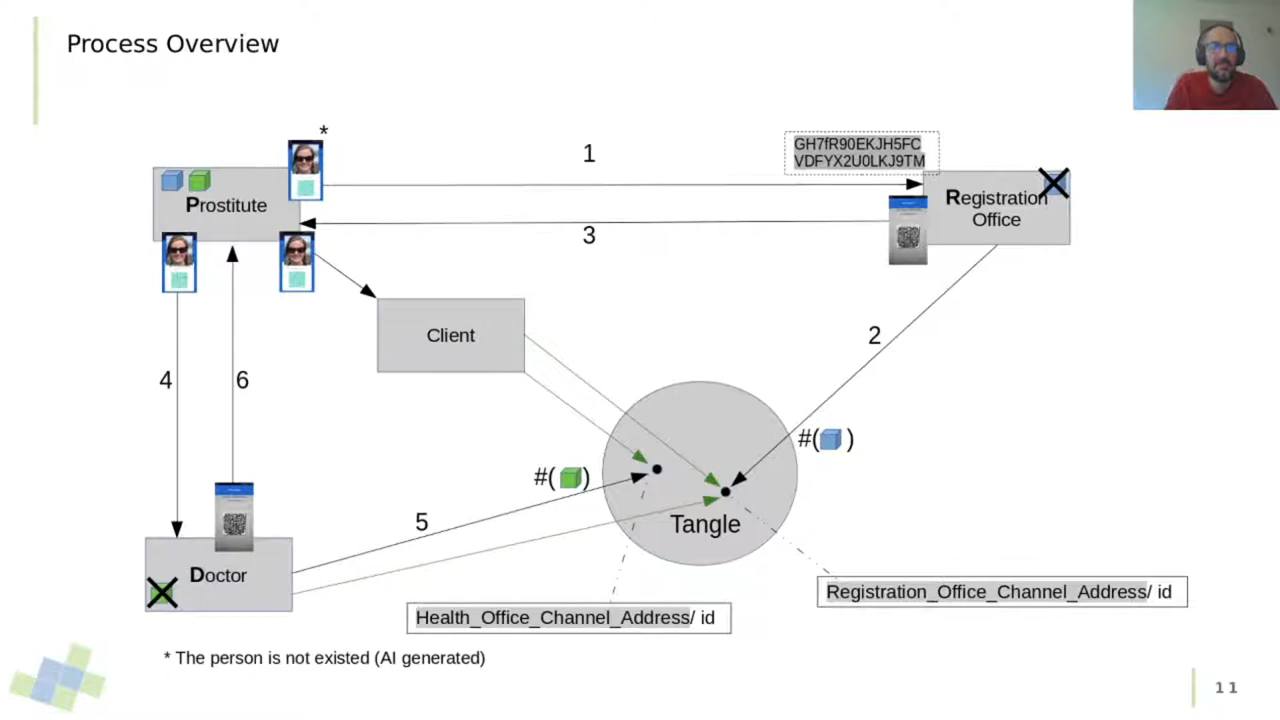 Process Overview
*
1
GH7fR90EKJH5FC
VDFYX2U0LKJ9TM
Prostitute
Registration
Office
3
Client
2
4
6
#( )
#( )
5
Tangle
Doctor
Registration_Office_Channel_Address/ id
Health_Office_Channel_Address/ id
* The person is not existed (AI generated)
11